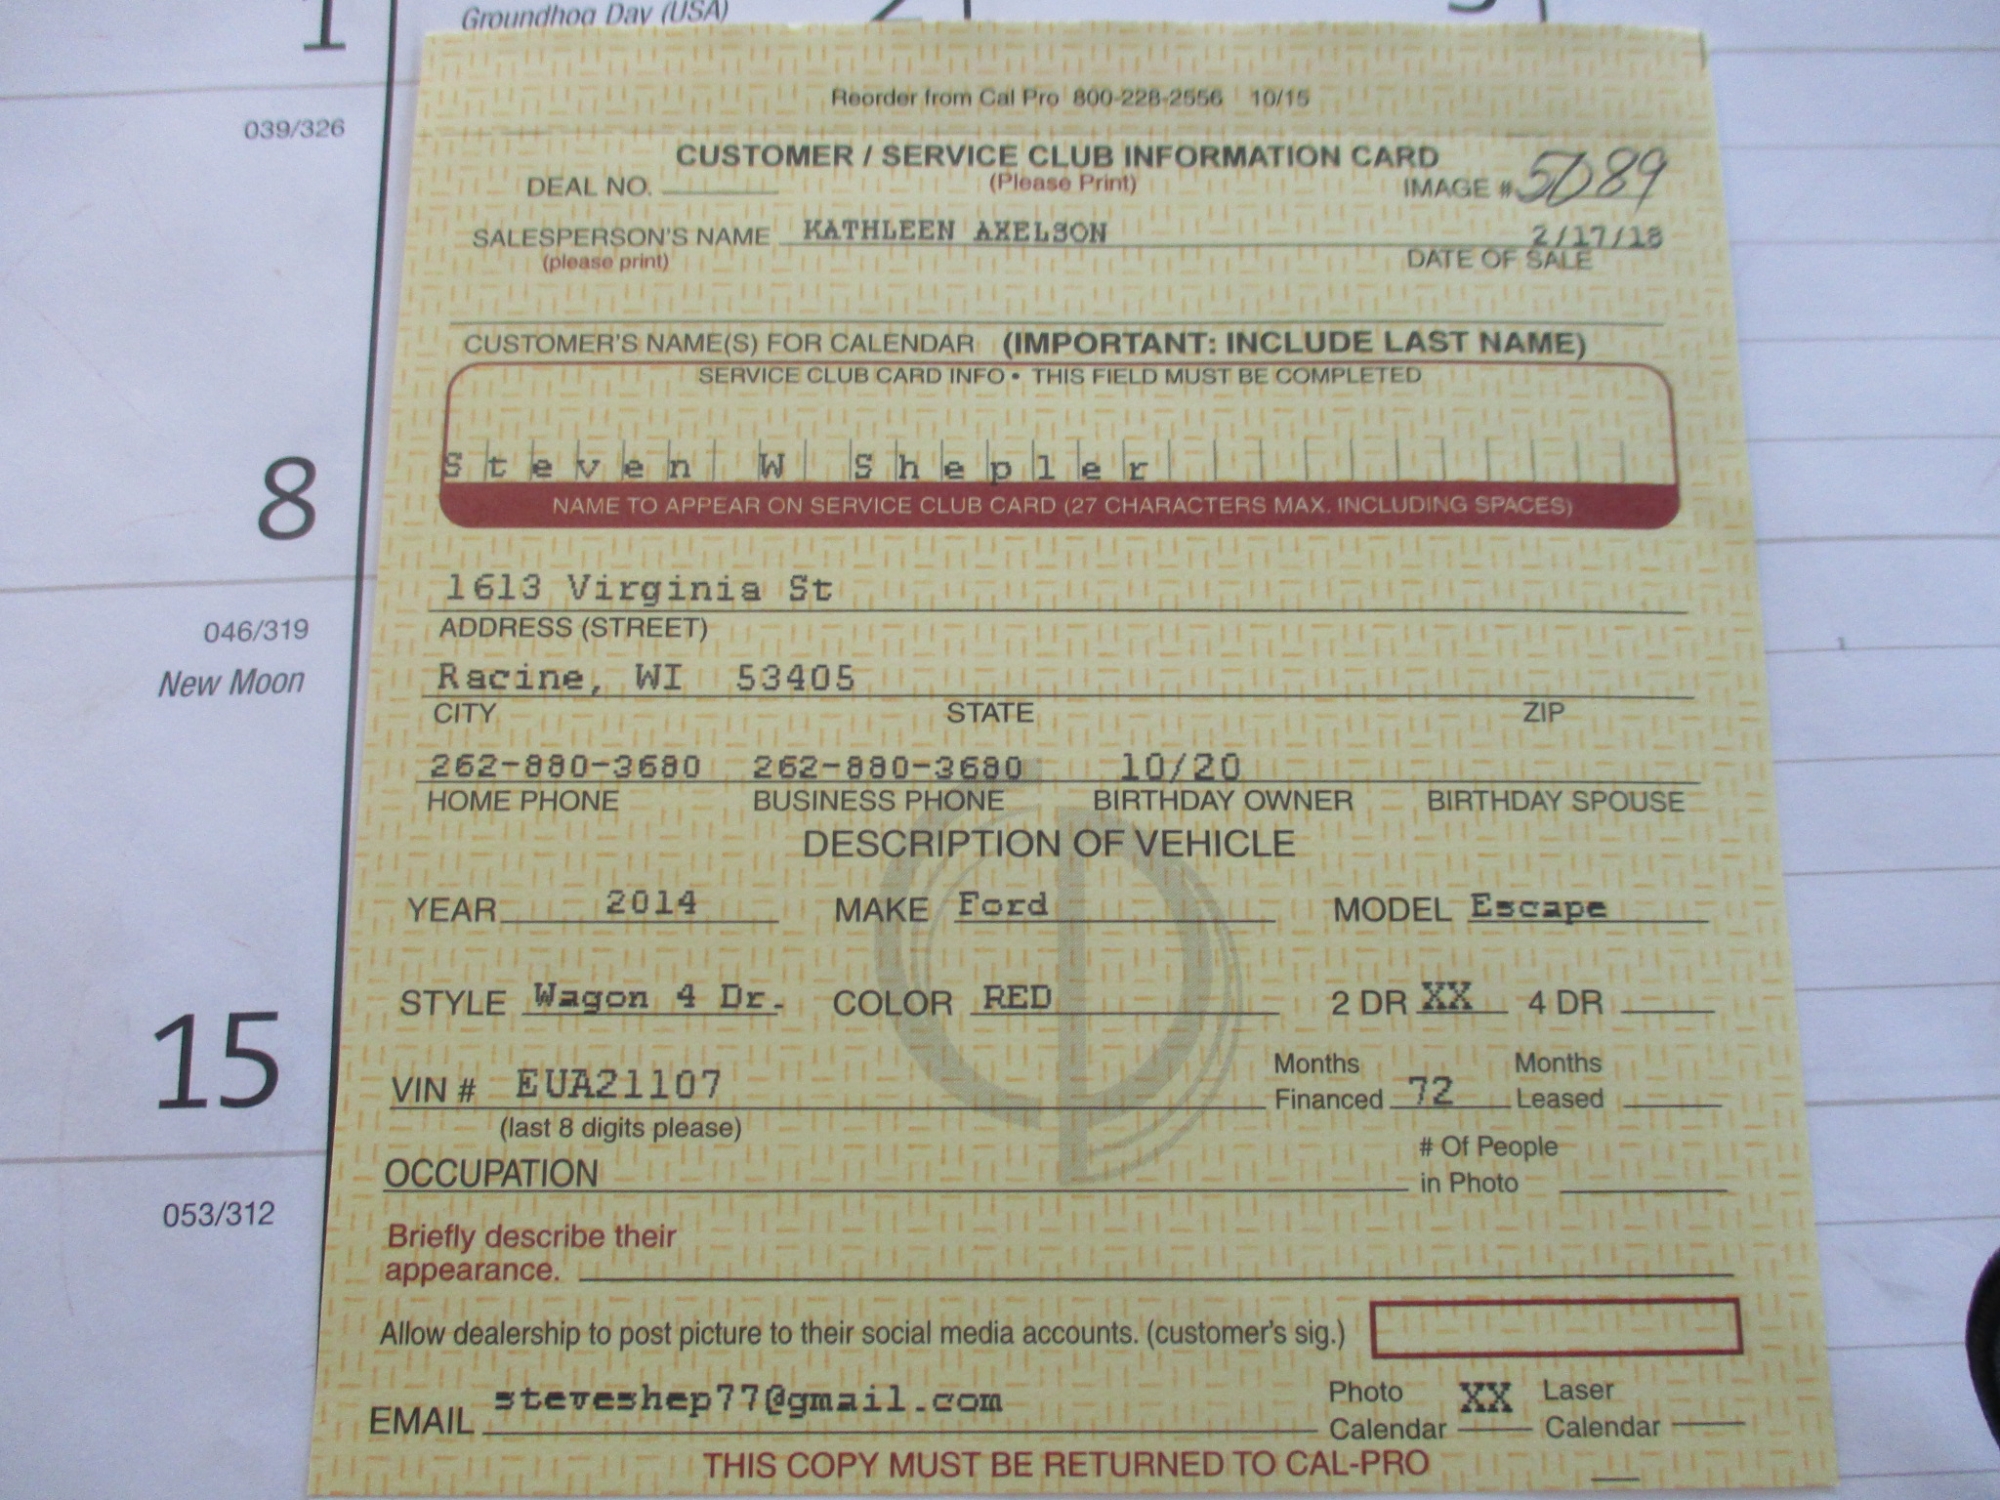 1
Groundhog Day (USA)
039/326
8
046/319
New Moon
15
053/312
Reorder from Cal Pro 800-228-2556 10/15
CUSTOMER / SERVICE CLUB INFORMATION CARD
DEAL NO. (Please Print) IMAGE # 5089
SALESPERSON'S NAME KATHLEEN AXELSON 2/17/18
(please print) DATE OF SALE
CUSTOMER'S NAME(S) FOR CALENDAR (IMPORTANT: INCLUDE LAST NAME)
SERVICE CLUB CARD INFO • THIS FIELD MUST BE COMPLETED
Steven W Shepler
NAME TO APPEAR ON SERVICE CLUB CARD (27 CHARACTERS MAX. INCLUDING SPACES)
1613 Virginia St
ADDRESS (STREET)
Racine, WI 53405
CITY STATE ZIP
262-880-3680 262-880-3680 10/20
HOME PHONE BUSINESS PHONE BIRTHDAY OWNER BIRTHDAY SPOUSE
DESCRIPTION OF VEHICLE
YEAR 2014 MAKE Ford MODEL Escape
STYLE Wagon 4 Dr. COLOR RED 2 DR XX 4 DR
Months Months
VIN # EUA21107 Financed 72 Leased
(last 8 digits please)
# Of People
OCCUPATION in Photo
Briefly describe their
appearance.
Allow dealership to post picture to their social media accounts. (customer's sig.)
EMAIL steveshep77@gmail.com Photo XX Laser
Calendar Calendar
THIS COPY MUST BE RETURNED TO CAL-PRO